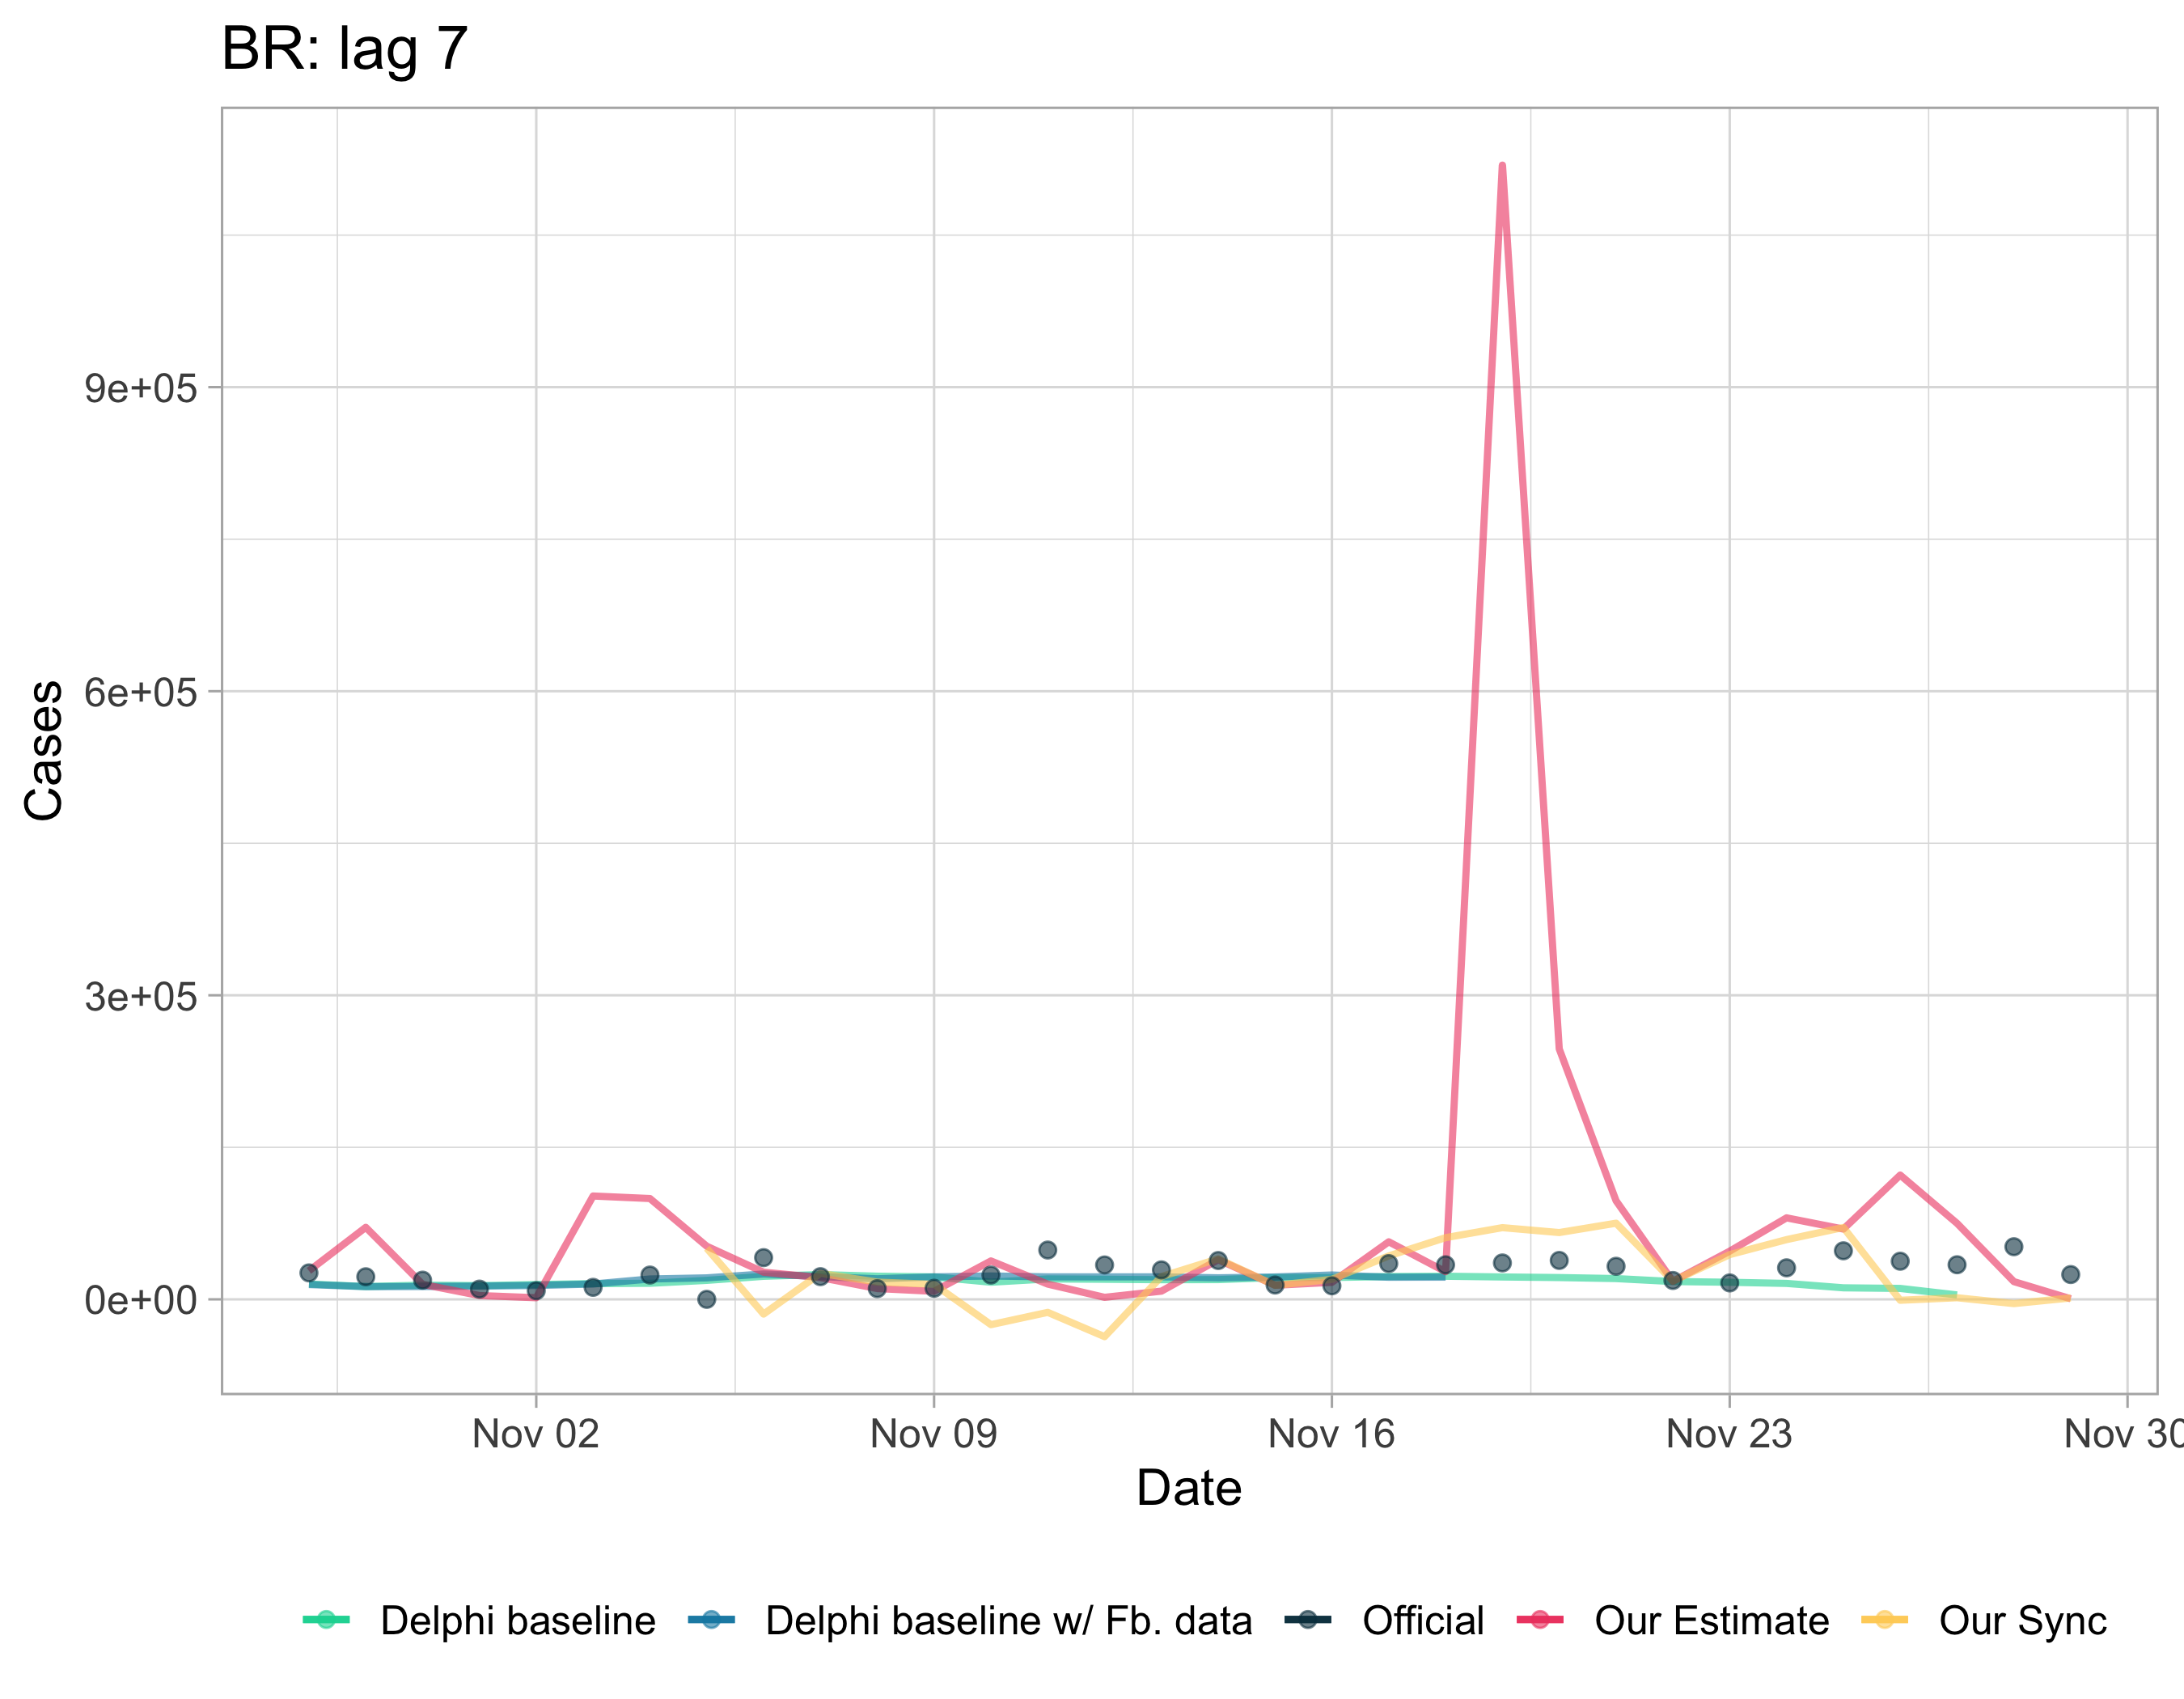 BR: lag 7
Cases
9e+05
6e+05
3e+05
0e+00
Nov 02 Nov 09 Nov 16 Nov 23 Nov 30
Date
Delphi baseline Delphi baseline w/ Fb. data Official Our Estimate Our Sync